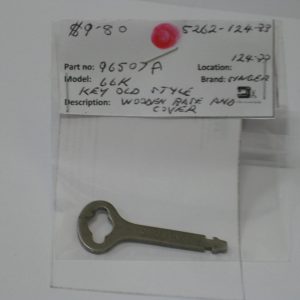 $9-80 5262-124-33
124-33
Part no: 96507A Location:
Model: 66K Brand: SINGER
KEY OLD STYLE
Description: WOODEN BASE AND
COVER